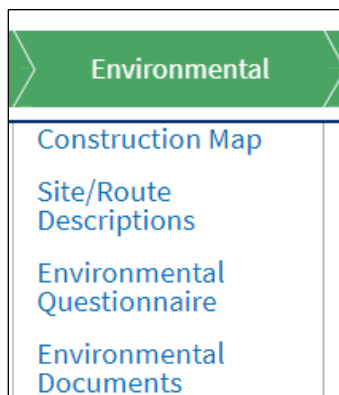 Environmental
Construction Map
Site/Route
Descriptions
Environmental
Questionnaire
Environmental
Documents